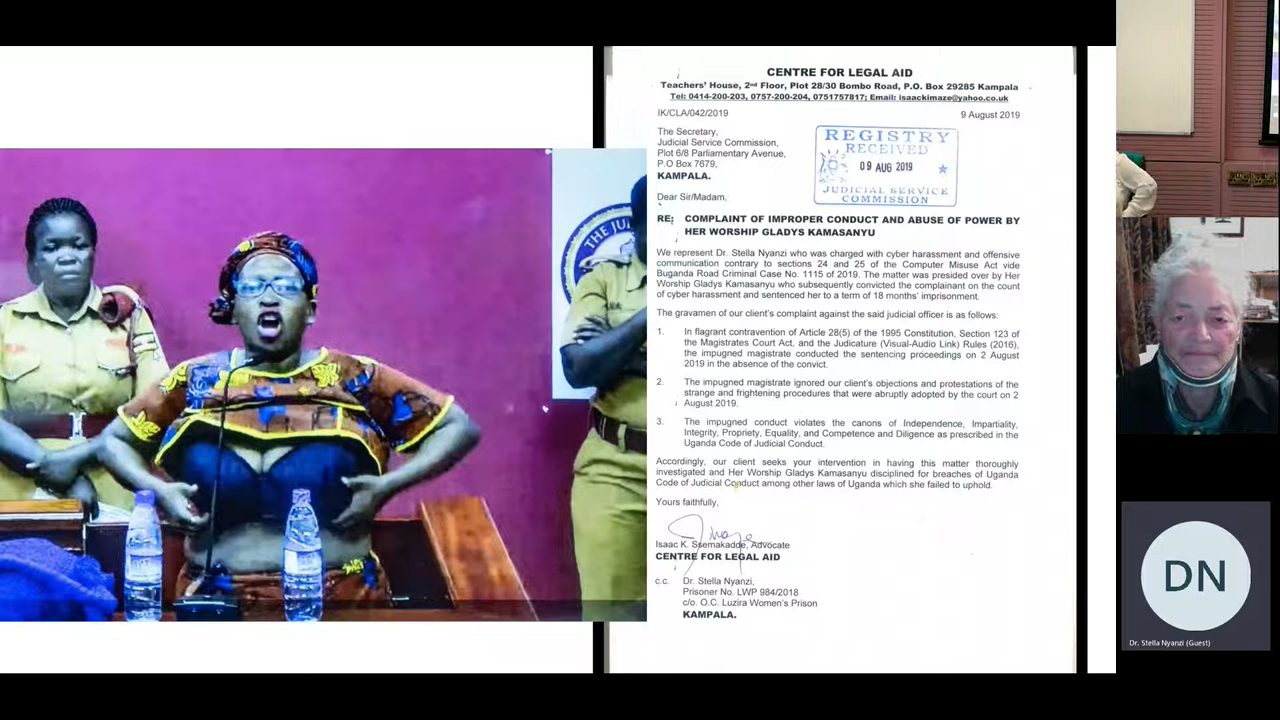 CENTRE FOR LEGAL AID
Teachers' House, 2nd Floor, Plot 28/30 Bombo Road, P.O. Box 29285 Kampala
Tel: 0414-200-203, 0757-200-204, 0751757817; Email: isaackimaze@yahoo.co.uk
IK/CLA/042/2019
9 August 2019
The Secretary,
Judicial Service Commission,
Plot 6/8 Parliamentary Avenue,
P.O Box 7679,
KAMPALA.
REGISTRY
RECEIVED
09 AUG 2019
JUDICIAL SERVICE
COMMISSION
Dear Sir/Madam,
RE: COMPLAINT OF IMPROPER CONDUCT AND ABUSE OF POWER BY
HER WORSHIP GLADYS KAMASANYU
We represent Dr. Stella Nyanzi who was charged with cyber harassment and offensive
communication contrary to sections 24 and 25 of the Computer Misuse Act vide
Buganda Road Criminal Case No. 1115 of 2019. The matter was presided over by Her
Worship Gladys Kamasanyu who subsequently convicted the complainant on the count
of cyber harassment and sentenced her to a term of 18 months' imprisonment.
The gravamen of our client's complaint against the said judicial officer is as follows:
1. In flagrant contravention of Article 28(5) of the 1995 Constitution, Section 123 of
the Magistrates Court Act, and the Judicature (Visual-Audio Link) Rules (2016),
the impugned magistrate conducted the sentencing proceedings on 2 August
2019 in the absence of the convict.
2. The impugned magistrate ignored our client's objections and protestations of the
strange and frightening procedures that were abruptly adopted by the court on 2
August 2019.
3. The impugned conduct violates the canons of Independence, Impartiality,
Integrity, Propriety, Equality, and Competence and Diligence as prescribed in the
Uganda Code of Judicial Conduct.
Accordingly, our client seeks your intervention in having this matter thoroughly
investigated and Her Worship Gladys Kamasanyu disciplined for breaches of Uganda
Code of Judicial Conduct among other laws of Uganda which she failed to uphold.
Yours faithfully,
Isaac K. Ssemakadde, Advocate
CENTRE FOR LEGAL AID
c.c. Dr. Stella Nyanzi,
Prisoner No. LWP 984/2018
c/o. O.C. Luzira Women's Prison
KAMPALA.
THE JU
DN
Dr. Stella Nyanzi (Guest)